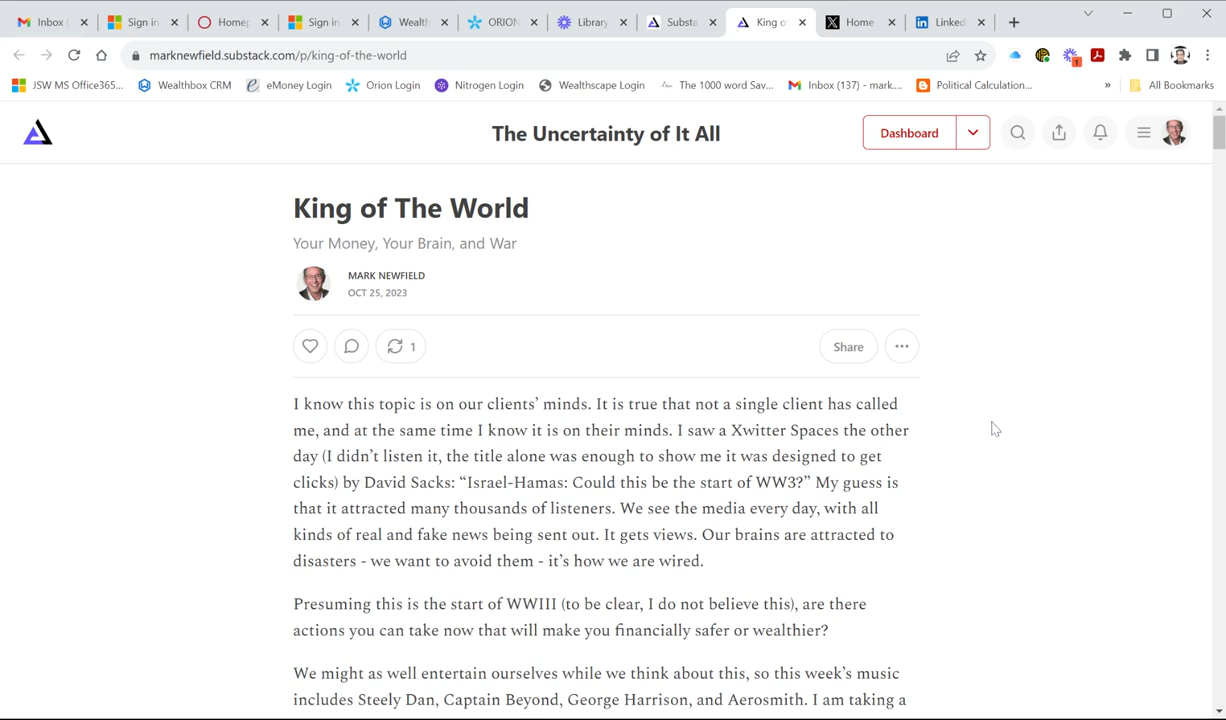 Inbox (
Sign in
Homep
Sign in
Wealth
ORION
Library
Substa
King of
Home
LinkedI
marknewfield.substack.com/p/king-of-the-world
1
JSW MS Office365...
Wealthbox CRM
eMoney Login
Orion Login
Nitrogen Login
Wealthscape Login
The 1000 word Sav...
Inbox (137) - mark....
Political Calculation...
»
All Bookmarks
The Uncertainty of It All
Dashboard
King of The World
Your Money, Your Brain, and War
MARK NEWFIELD
OCT 25, 2023
1
Share
I know this topic is on our clients’ minds. It is true that not a single client has called
me, and at the same time I know it is on their minds. I saw a Xwitter Spaces the other
day (I didn’t listen it, the title alone was enough to show me it was designed to get
clicks) by David Sacks: “Israel-Hamas: Could this be the start of WW3?” My guess is
that it attracted many thousands of listeners. We see the media every day, with all
kinds of real and fake news being sent out. It gets views. Our brains are attracted to
disasters - we want to avoid them - it’s how we are wired.
Presuming this is the start of WWIII (to be clear, I do not believe this), are there
actions you can take now that will make you financially safer or wealthier?
We might as well entertain ourselves while we think about this, so this week’s music
includes Steely Dan, Captain Beyond, George Harrison, and Aerosmith. I am taking a